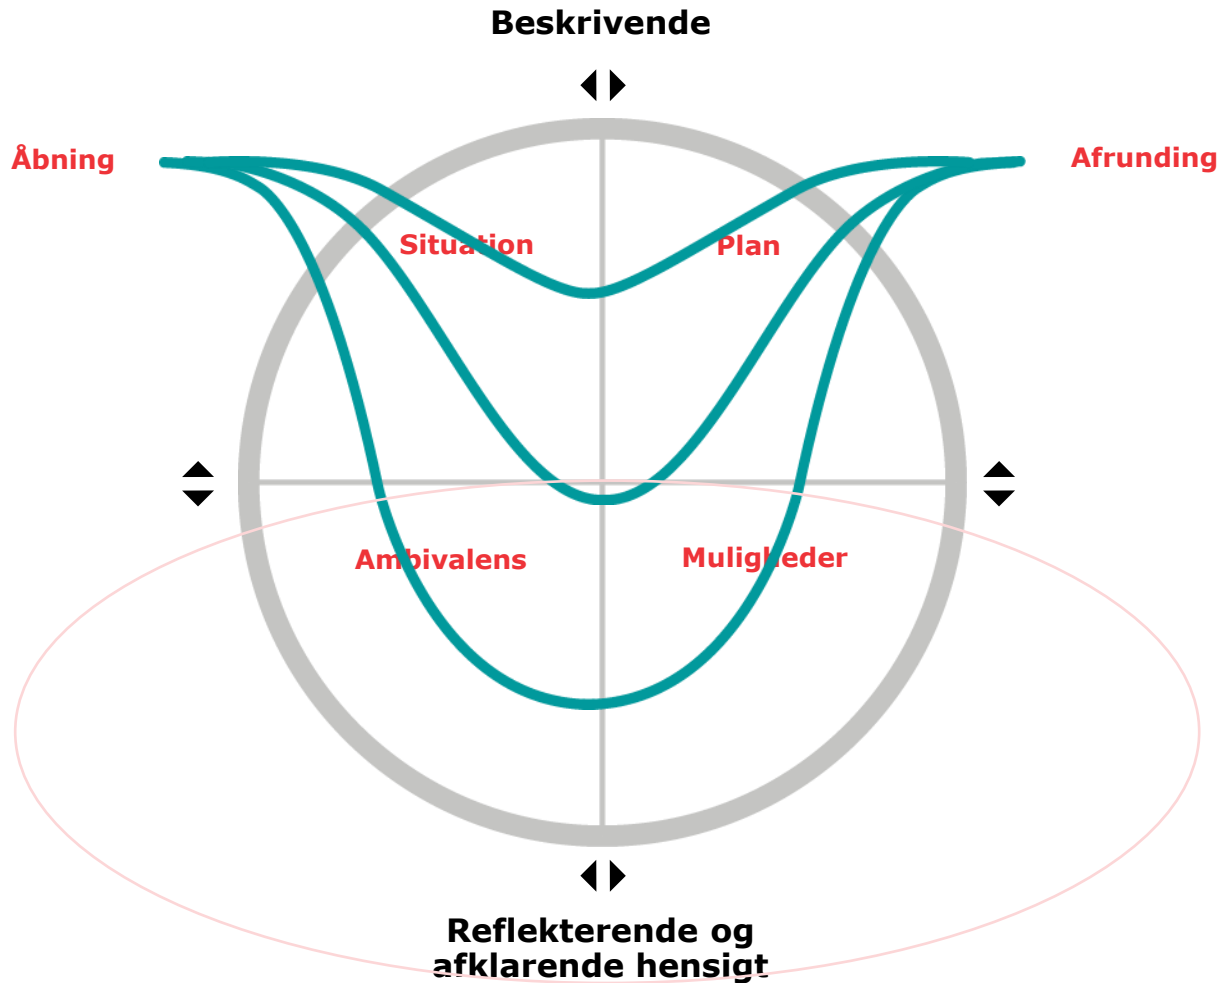 Beskrivende
Åbning
Afrunding
Situation
Plan
Ambivalens
Muligheder
Reflekterende og
afklarende hensigt